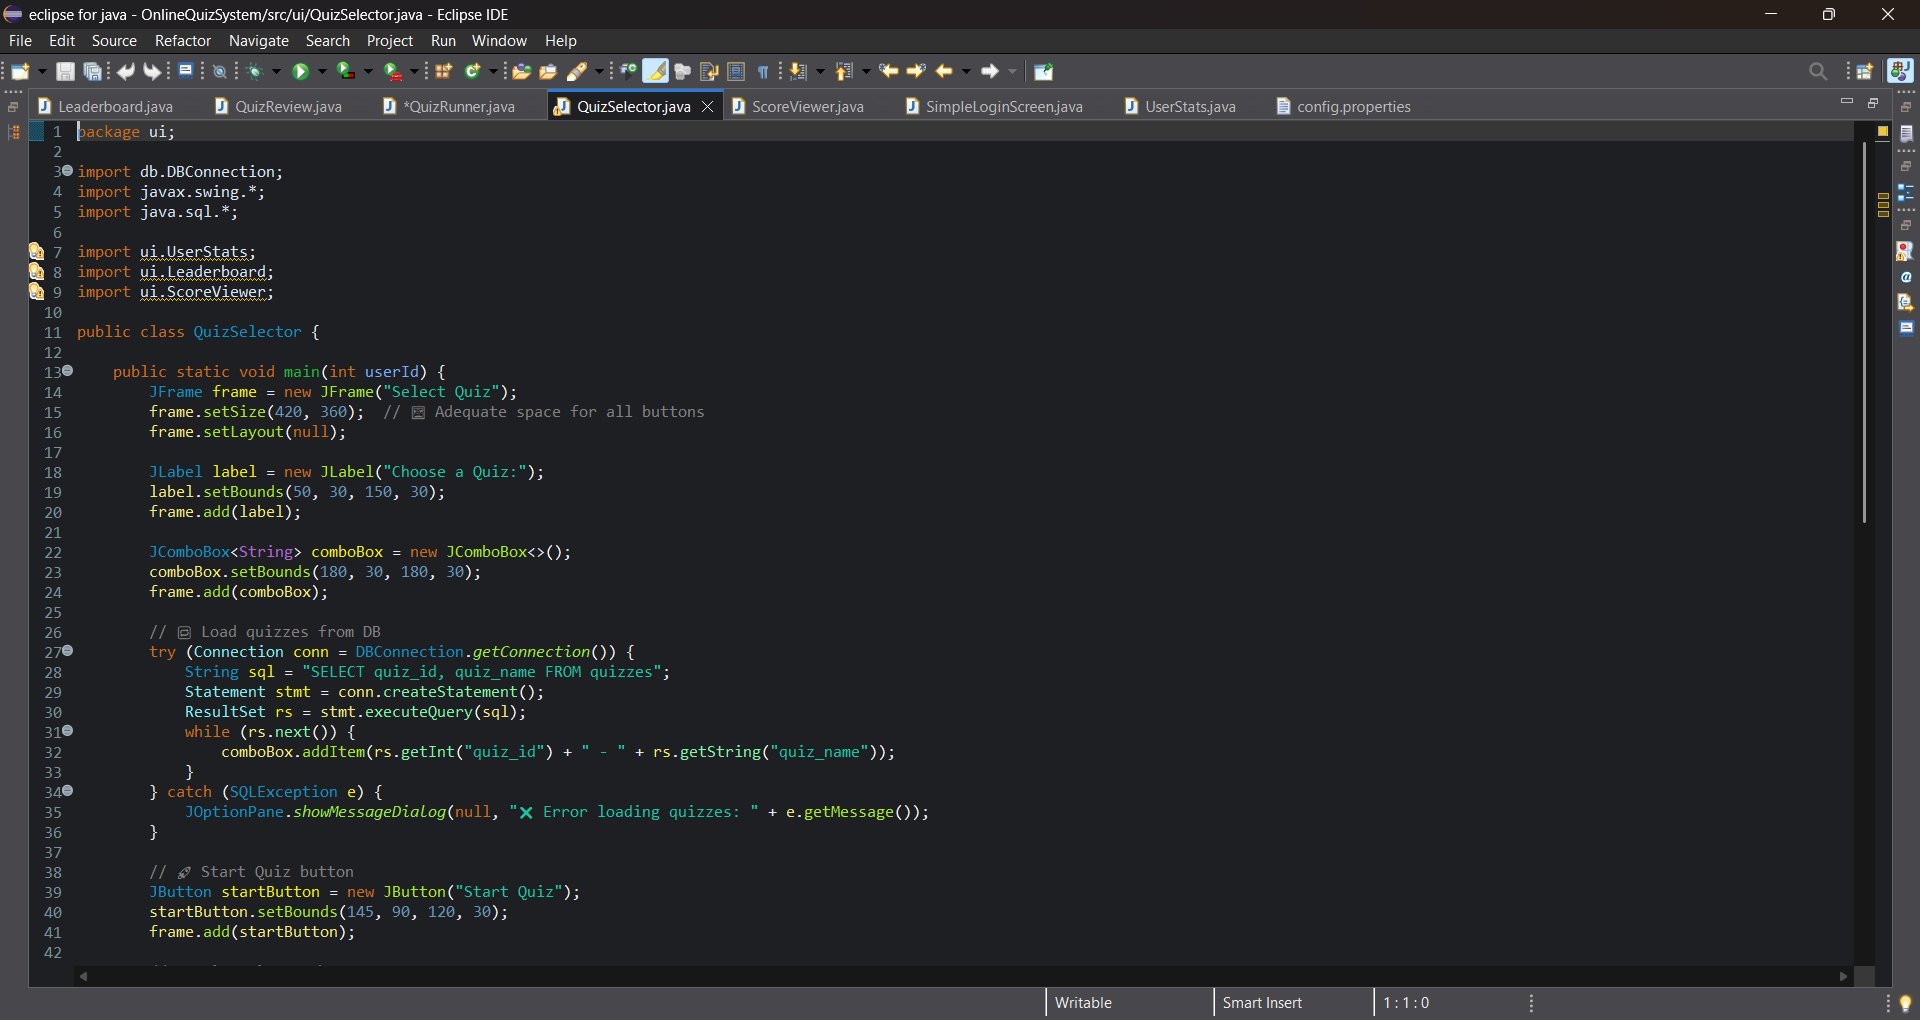 eclipse for java - OnlineQuizSystem/src/ui/QuizSelector.java - Eclipse IDE
File Edit Source Refactor Navigate Search Project Run Window Help
Leaderboard.java QuizReview.java *QuizRunner.java QuizSelector.java ScoreViewer.java SimpleLoginScreen.java UserStats.java config.properties
1 package ui;
2
3 import db.DBConnection;
4 import javax.swing.*;
5 import java.sql.*;
6
7 import ui.UserStats;
8 import ui.Leaderboard;
9 import ui.ScoreViewer;
10
11 public class QuizSelector {
12
13     public static void main(int userId) {
14         JFrame frame = new JFrame("Select Quiz");
15         frame.setSize(420, 360);  // Adequate space for all buttons
16         frame.setLayout(null);
17
18         JLabel label = new JLabel("Choose a Quiz:");
19         label.setBounds(50, 30, 150, 30);
20         frame.add(label);
21
22         JComboBox<String> comboBox = new JComboBox<>();
23         comboBox.setBounds(180, 30, 180, 30);
24         frame.add(comboBox);
25
26         // Load quizzes from DB
27         try (Connection conn = DBConnection.getConnection()) {
28             String sql = "SELECT quiz_id, quiz_name FROM quizzes";
29             Statement stmt = conn.createStatement();
30             ResultSet rs = stmt.executeQuery(sql);
31             while (rs.next()) {
32                 comboBox.addItem(rs.getInt("quiz_id") + " - " + rs.getString("quiz_name"));
33             }
34         } catch (SQLException e) {
35             JOptionPane.showMessageDialog(null, "❌ Error loading quizzes: " + e.getMessage());
36         }
37
38         // 🚀 Start Quiz button
39         JButton startButton = new JButton("Start Quiz");
40         startButton.setBounds(145, 90, 120, 30);
41         frame.add(startButton);
42
Writable Smart Insert 1 : 1 : 0